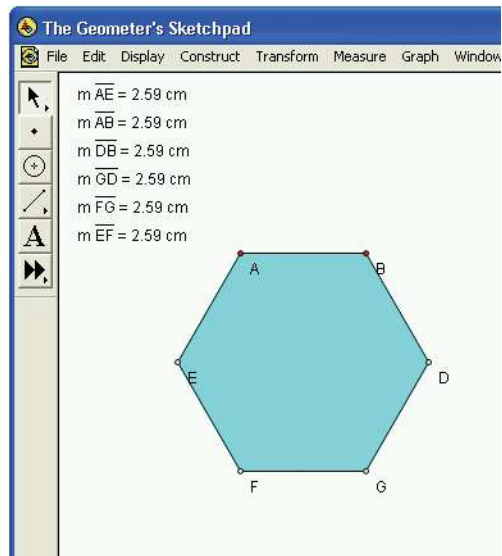 The Geometer's Sketchpad
File Edit Display Construct Transform Measure Graph Window
m AE = 2.59 cm
m AB = 2.59 cm
m DB = 2.59 cm
m GD = 2.59 cm
m FG = 2.59 cm
m EF = 2.59 cm
A
A B
E D
F G